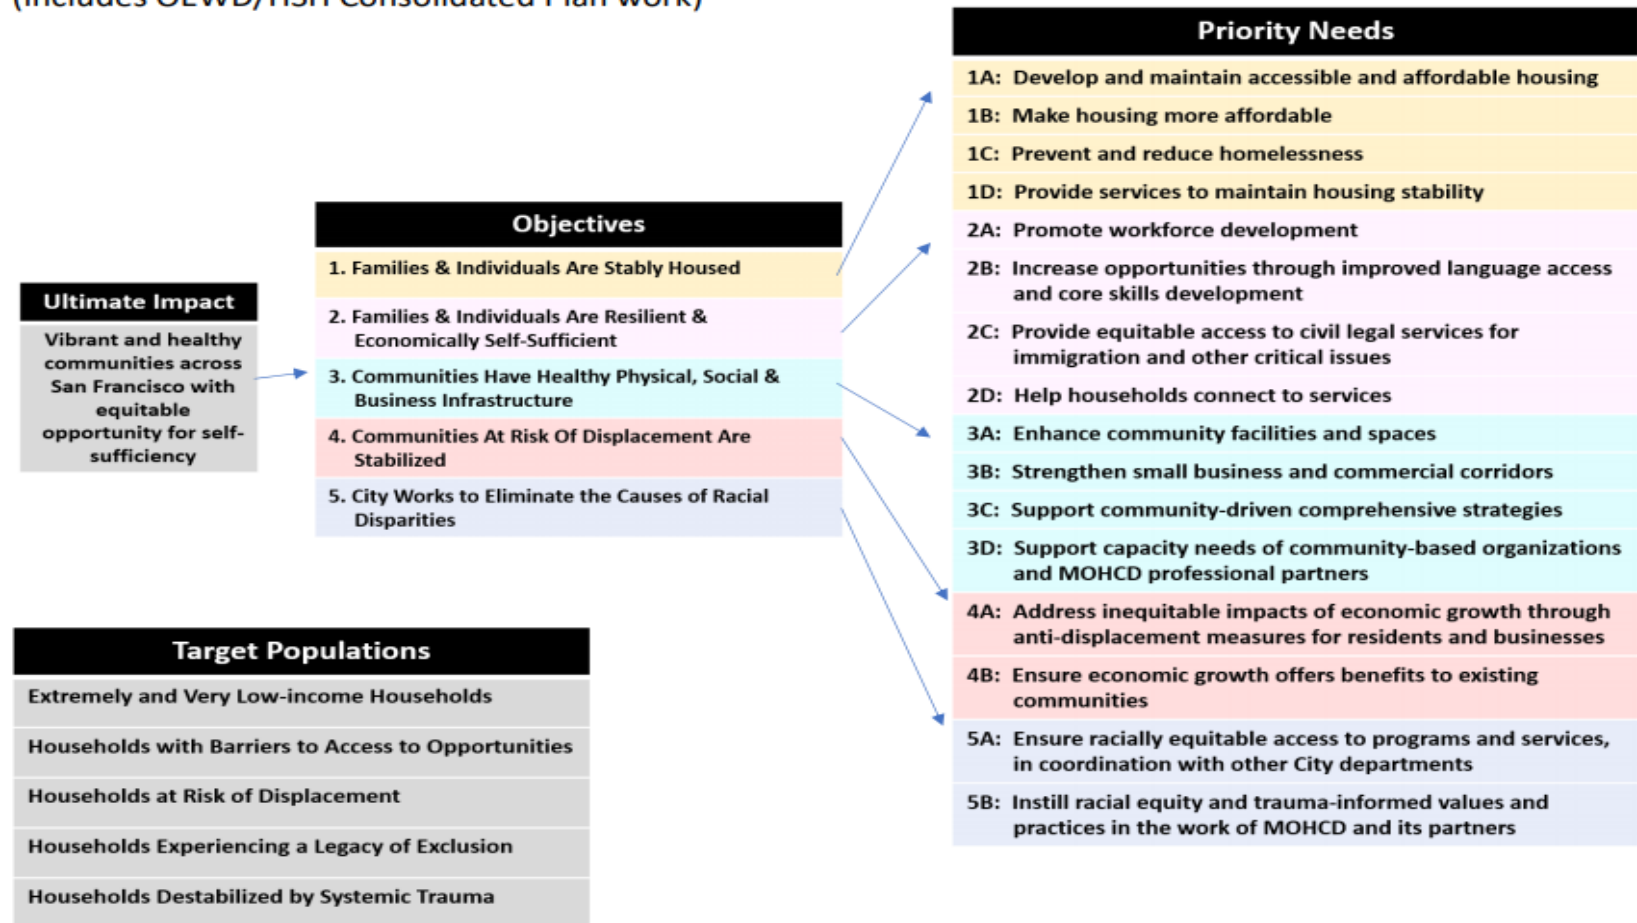 (includes OEWD/HSH Consolidated Plan work)
Ultimate Impact
Vibrant and healthy
communities across
San Francisco with
equitable
opportunity for self-
sufficiency
Objectives
1. Families & Individuals Are Stably Housed
2. Families & Individuals Are Resilient &
Economically Self-Sufficient
3. Communities Have Healthy Physical, Social &
Business Infrastructure
4. Communities At Risk Of Displacement Are
Stabilized
5. City Works to Eliminate the Causes of Racial
Disparities
Priority Needs
1A: Develop and maintain accessible and affordable housing
1B: Make housing more affordable
1C: Prevent and reduce homelessness
1D: Provide services to maintain housing stability
2A: Promote workforce development
2B: Increase opportunities through improved language access
and core skills development
2C: Provide equitable access to civil legal services for
immigration and other critical issues
2D: Help households connect to services
3A: Enhance community facilities and spaces
3B: Strengthen small business and commercial corridors
3C: Support community-driven comprehensive strategies
3D: Support capacity needs of community-based organizations
and MOHCD professional partners
4A: Address inequitable impacts of economic growth through
anti-displacement measures for residents and businesses
4B: Ensure economic growth offers benefits to existing
communities
5A: Ensure racially equitable access to programs and services,
in coordination with other City departments
5B: Instill racial equity and trauma-informed values and
practices in the work of MOHCD and its partners
Target Populations
Extremely and Very Low-income Households
Households with Barriers to Access to Opportunities
Households at Risk of Displacement
Households Experiencing a Legacy of Exclusion
Households Destabilized by Systemic Trauma